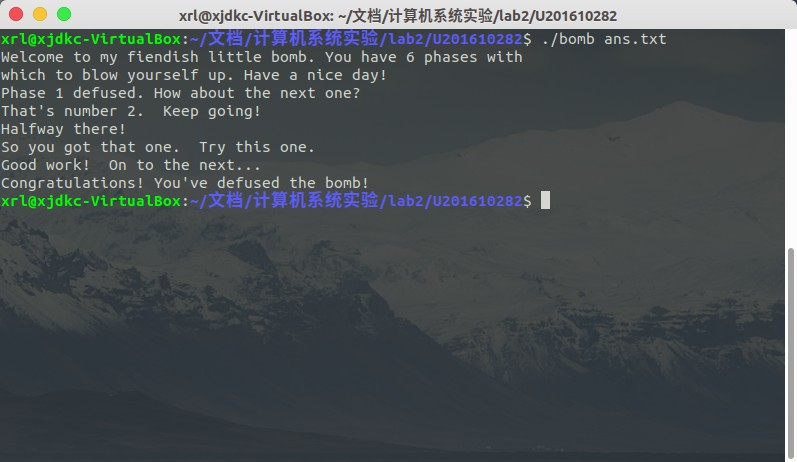 xrl@xjdkc-VirtualBox: ~/文档/计算机系统实验/lab2/U201610282
xrl@xjdkc-VirtualBox:~/文档/计算机系统实验/lab2/U201610282$ ./bomb ans.txt
Welcome to my fiendish little bomb. You have 6 phases with
which to blow yourself up. Have a nice day!
Phase 1 defused. How about the next one?
That's number 2.  Keep going!
Halfway there!
So you got that one.  Try this one.
Good work!  On to the next...
Congratulations! You've defused the bomb!
xrl@xjdkc-VirtualBox:~/文档/计算机系统实验/lab2/U201610282$